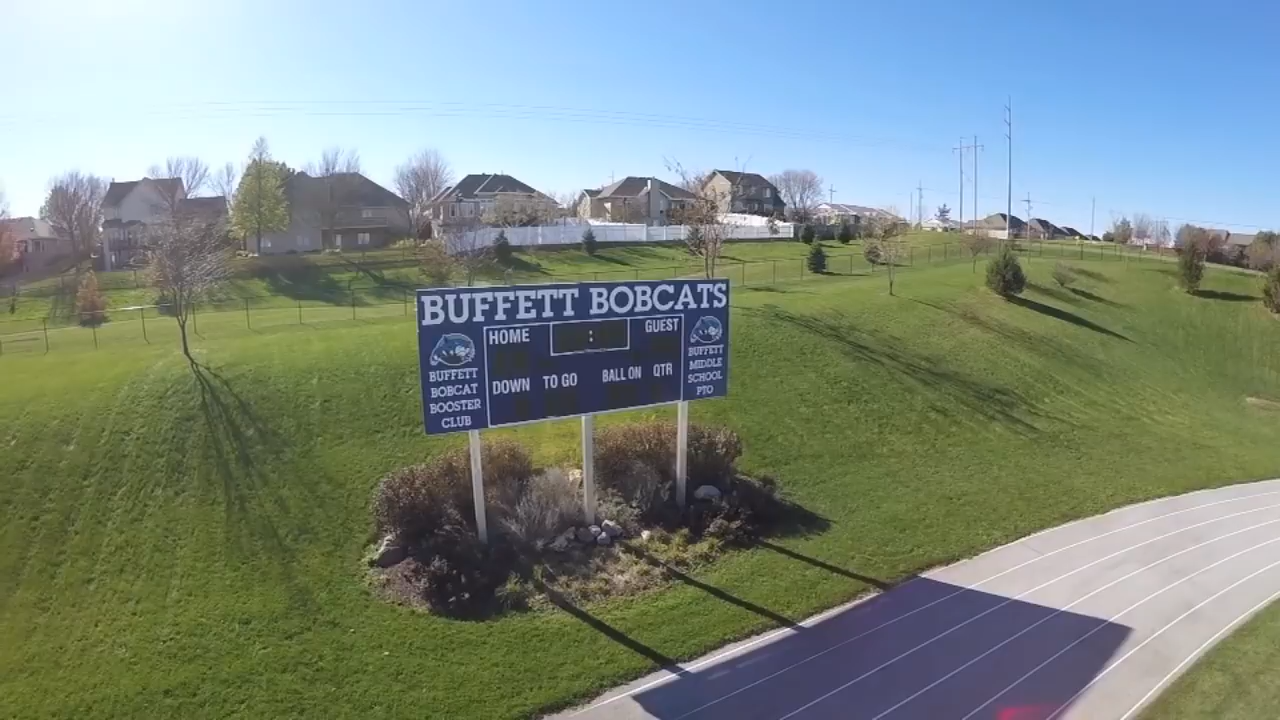 BUFFETT BOBCATS
HOME
:
GUEST
DOWN TO GO BALL ON QTR
BUFFETT
BOBCAT
BOOSTER
CLUB
BUFFETT
MIDDLE
SCHOOL
PTO